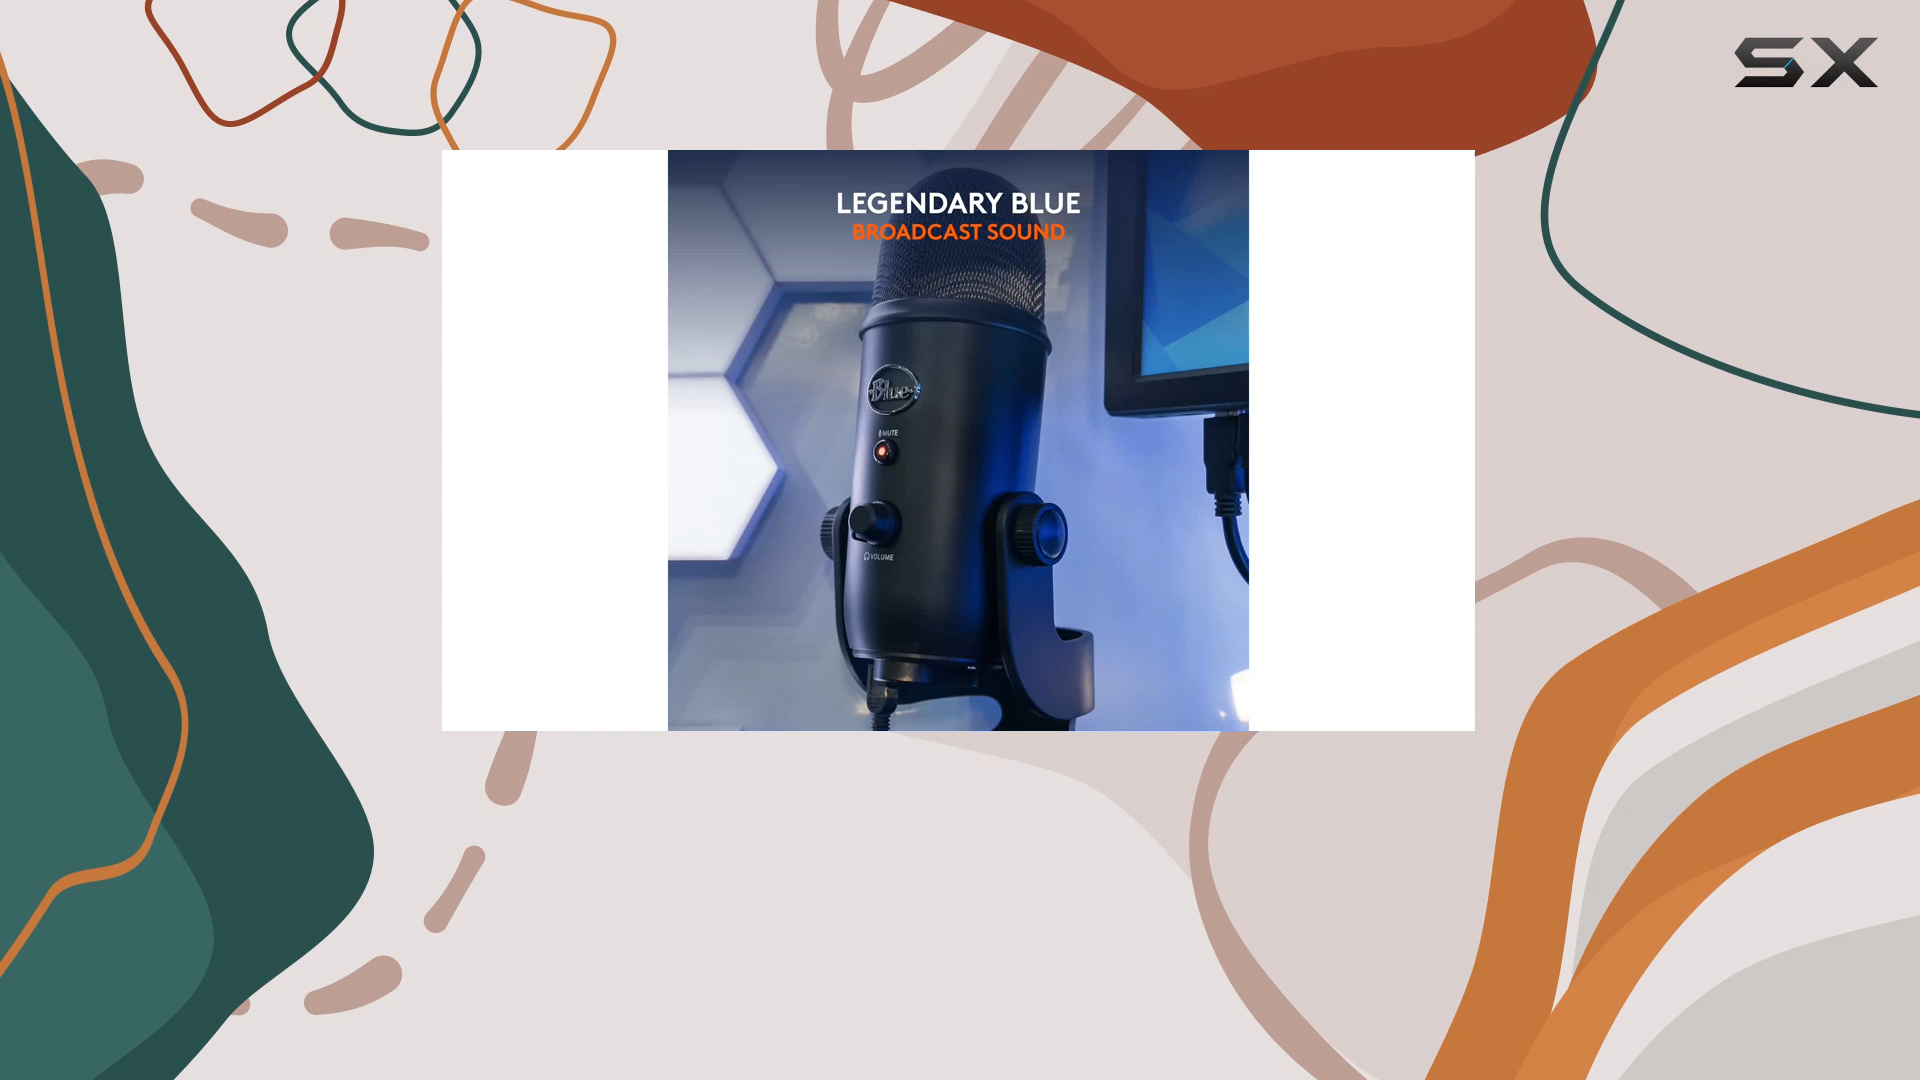 SX
LEGENDARY BLUE
BROADCAST SOUND
Blue
MUTE
VOLUME